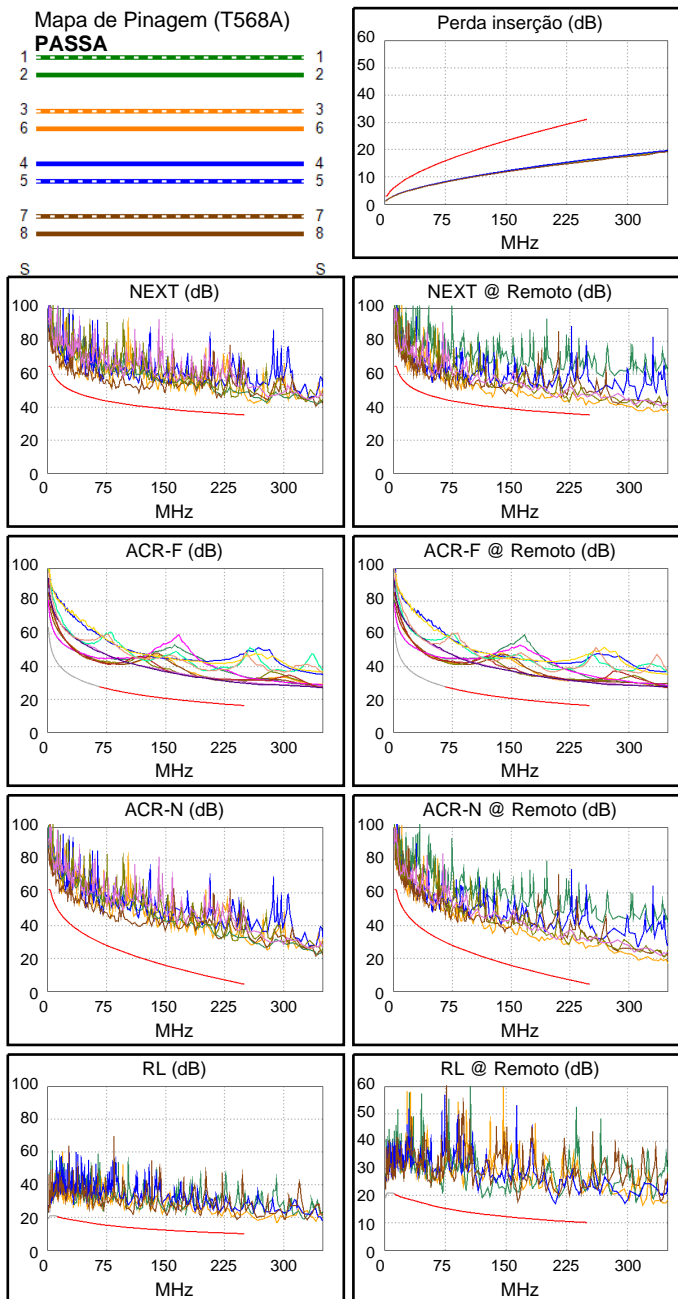 Mapa de Pinagem (T568A)
PASSA
1 1
2 2
3 3
6 6
4 4
5 5
7 7
8 8
S S
Perda inserção (dB)
60
50
40
30
20
10
0
0 75 150 225 300
MHz
NEXT (dB)
100
80
60
40
20
0
0 75 150 225 300
MHz
NEXT @ Remoto (dB)
100
80
60
40
20
0
0 75 150 225 300
MHz
ACR-F (dB)
100
80
60
40
20
0
0 75 150 225 300
MHz
ACR-F @ Remoto (dB)
100
80
60
40
20
0
0 75 150 225 300
MHz
ACR-N (dB)
100
80
60
40
20
0
0 75 150 225 300
MHz
ACR-N @ Remoto (dB)
100
80
60
40
20
0
0 75 150 225 300
MHz
RL (dB)
100
80
60
40
20
0
0 75 150 225 300
MHz
RL @ Remoto (dB)
60
50
40
30
20
10
0
0 75 150 225 300
MHz